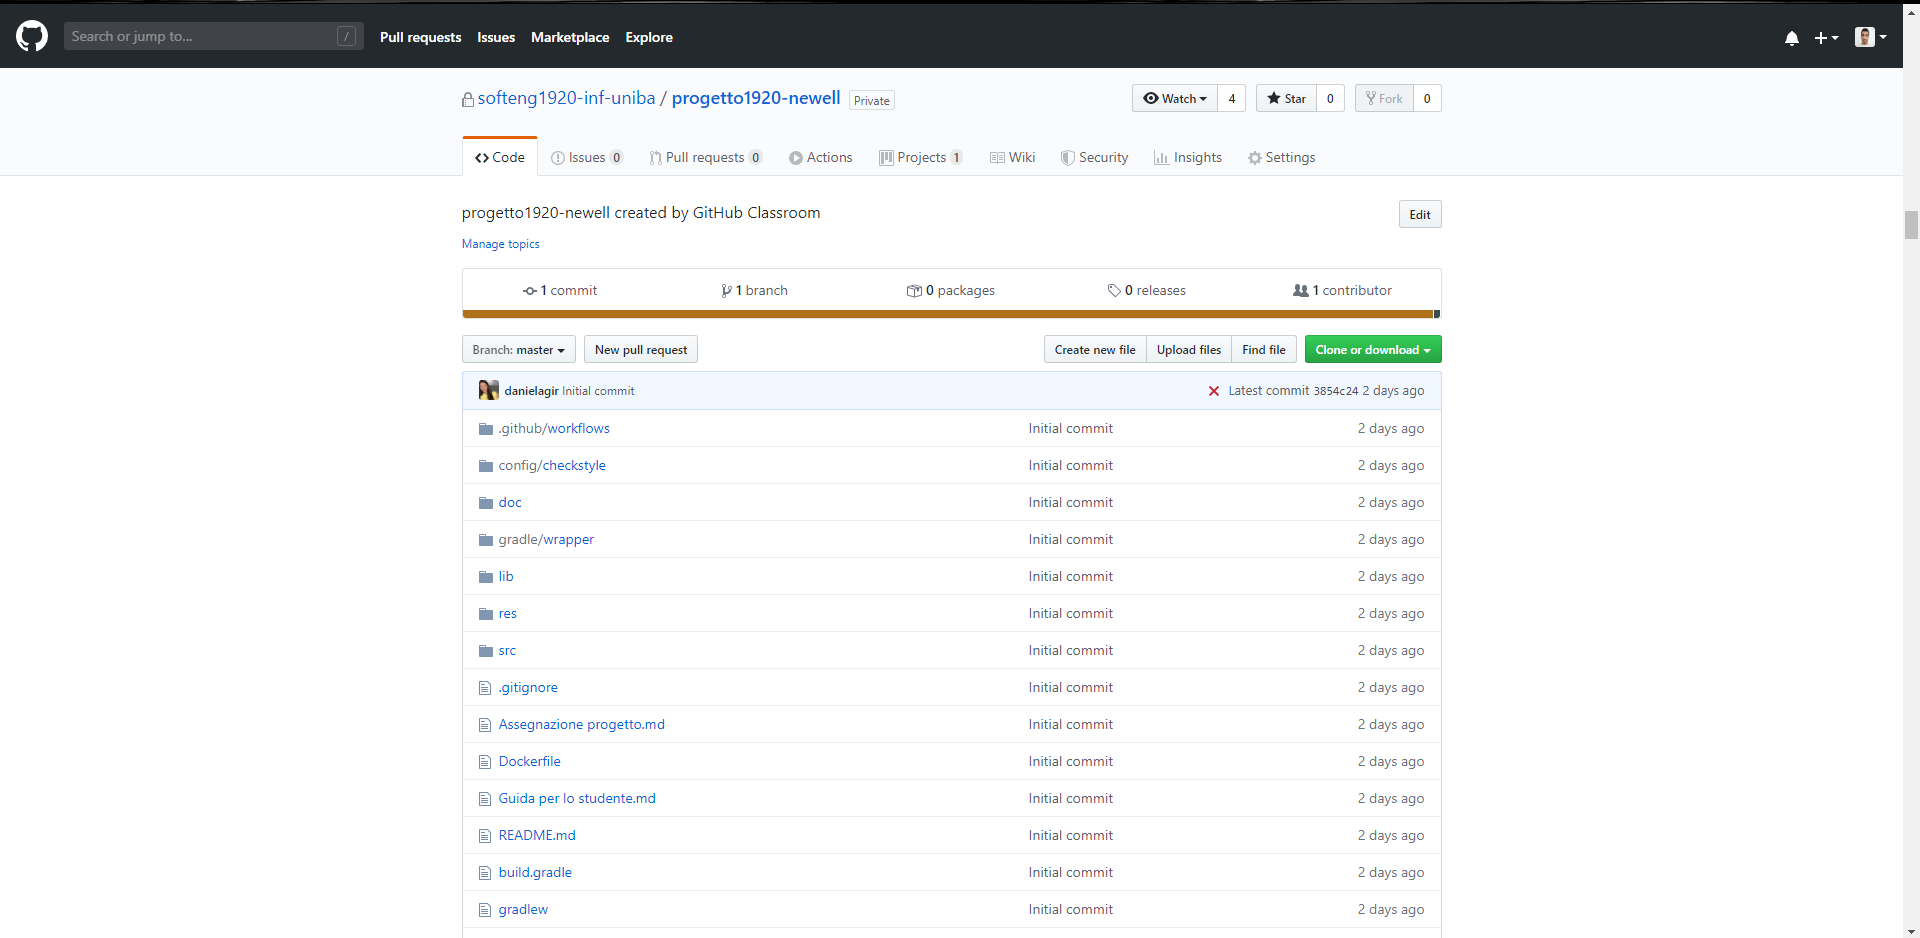 Search or jump to... /
Pull requests Issues Marketplace Explore
softeng1920-inf-uniba / progetto1920-newell Private
Watch 4 Star 0 Fork 0
Code Issues 0 Pull requests 0 Actions Projects 1 Wiki Security Insights Settings
progetto1920-newell created by GitHub Classroom
Edit
Manage topics
1 commit 1 branch 0 packages 0 releases 1 contributor
Branch: master New pull request Create new file Upload files Find file Clone or download
danielagir Initial commit Latest commit 3854c24 2 days ago
.github/workflows Initial commit 2 days ago
config/checkstyle Initial commit 2 days ago
doc Initial commit 2 days ago
gradle/wrapper Initial commit 2 days ago
lib Initial commit 2 days ago
res Initial commit 2 days ago
src Initial commit 2 days ago
.gitignore Initial commit 2 days ago
Assegnazione progetto.md Initial commit 2 days ago
Dockerfile Initial commit 2 days ago
Guida per lo studente.md Initial commit 2 days ago
README.md Initial commit 2 days ago
build.gradle Initial commit 2 days ago
gradlew Initial commit 2 days ago